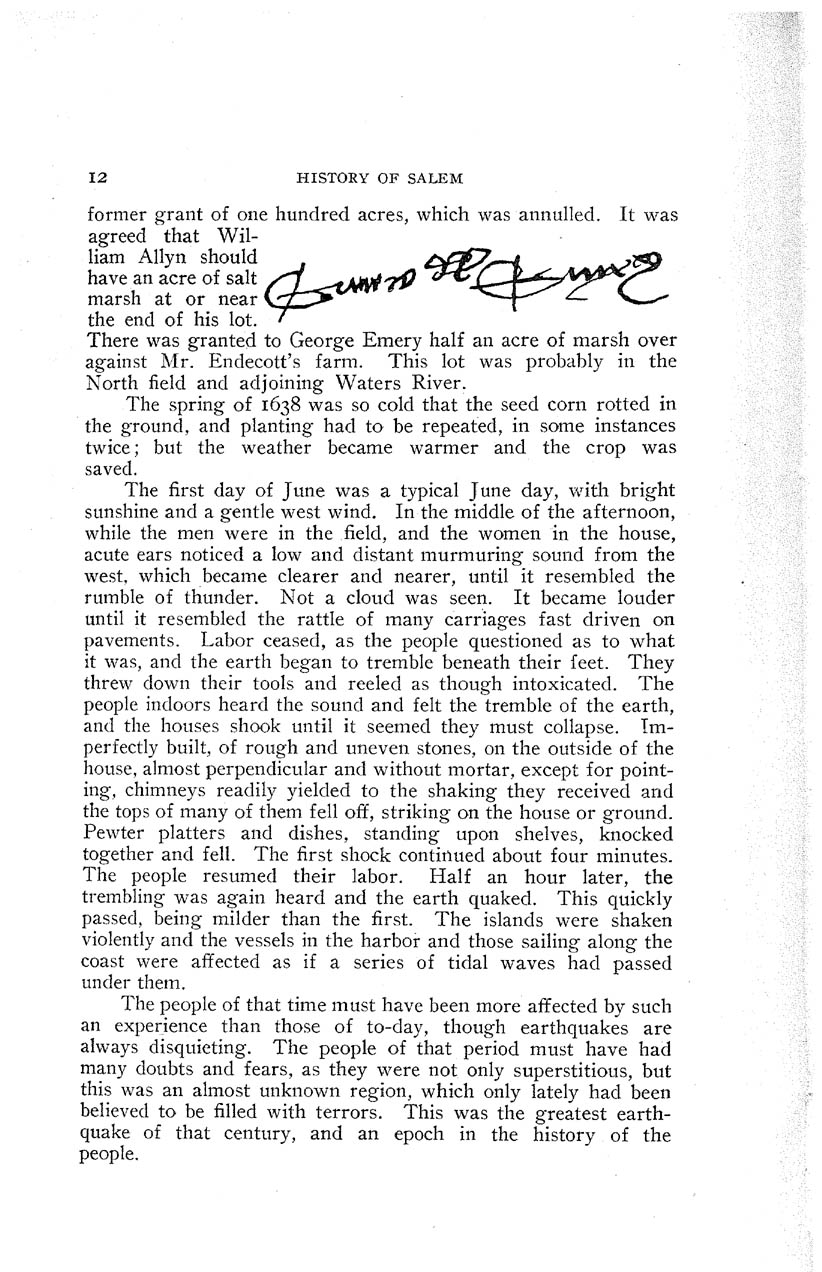 12 HISTORY OF SALEM
former grant of one hundred acres, which was annulled. It was
agreed that Wil-
liam Allyn should
have an acre of salt
marsh at or near
the end of his lot.
There was granted to George Emery half an acre of marsh over
against Mr. Endecott's farm. This lot was probably in the
North field and adjoining Waters River.
The spring of 1638 was so cold that the seed corn rotted in
the ground, and planting had to be repeated, in some instances
twice; but the weather became warmer and the crop was
saved.
The first day of June was a typical June day, with bright
sunshine and a gentle west wind. In the middle of the afternoon,
while the men were in the field, and the women in the house,
acute ears noticed a low and distant murmuring sound from the
west, which became clearer and nearer, until it resembled the
rumble of thunder. Not a cloud was seen. It became louder
until it resembled the rattle of many carriages fast driven on
pavements. Labor ceased, as the people questioned as to what
it was, and the earth began to tremble beneath their feet. They
threw down their tools and reeled as though intoxicated. The
people indoors heard the sound and felt the tremble of the earth,
and the houses shook until it seemed they must collapse. Im-
perfectly built, of rough and uneven stones, on the outside of the
house, almost perpendicular and without mortar, except for point-
ing, chimneys readily yielded to the shaking they received and
the tops of many of them fell off, striking on the house or ground.
Pewter platters and dishes, standing upon shelves, knocked
together and fell. The first shock continued about four minutes.
The people resumed their labor. Half an hour later, the
trembling was again heard and the earth quaked. This quickly
passed, being milder than the first. The islands were shaken
violently and the vessels in the harbor and those sailing along the
coast were affected as if a series of tidal waves had passed
under them.
The people of that time must have been more affected by such
an experience than those of to-day, though earthquakes are
always disquieting. The people of that period must have had
many doubts and fears, as they were not only superstitious, but
this was an almost unknown region, which only lately had been
believed to be filled with terrors. This was the greatest earth-
quake of that century, and an epoch in the history of the
people.